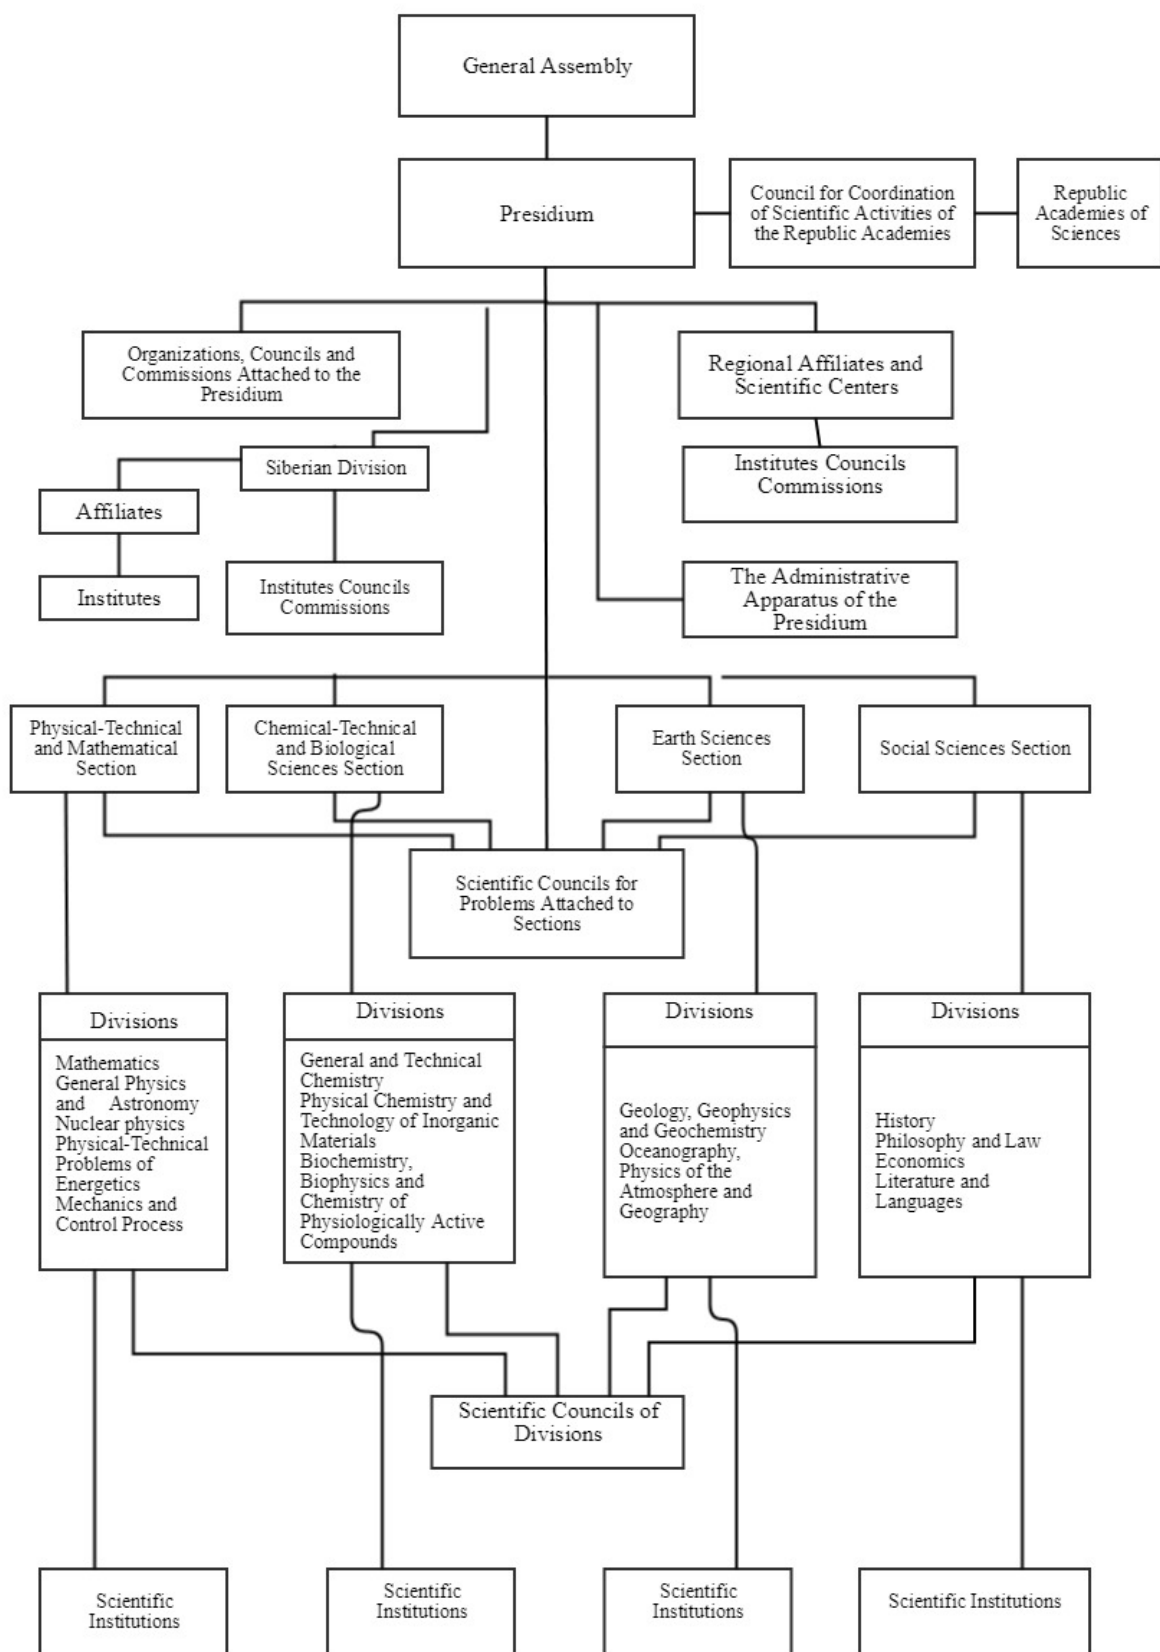 General Assembly
Presidium
Council for Coordination
of Scientific Activities of
the Republic Academies
Republic
Academies of
Sciences
Organizations, Councils and
Commissions Attached to the
Presidium
Regional Affiliates and
Scientific Centers
Siberian Division
Institutes Councils
Commissions
Affiliates
Institutes
Institutes Councils
Commissions
The Administrative
Apparatus of the
Presidium
Physical-Technical
and Mathematical
Section
Chemical-Technical
and Biological
Sciences Section
Earth Sciences
Section
Social Sciences Section
Scientific Councils for
Problems Attached to
Sections
Divisions
Mathematics
General Physics
and Astronomy
Nuclear physics
Physical-Technical
Problems of
Energetics
Mechanics and
Control Process
Divisions
General and Technical
Chemistry
Physical Chemistry and
Technology of Inorganic
Materials
Biochemistry,
Biophysics and
Chemistry of
Physiologically Active
Compounds
Divisions
Geology, Geophysics
and Geochemistry
Oceanography,
Physics of the
Atmosphere and
Geography
Divisions
History
Philosophy and Law
Economics
Literature and
Languages
Scientific Councils of
Divisions
Scientific
Institutions
Scientific
Institutions
Scientific
Institutions
Scientific Institutions